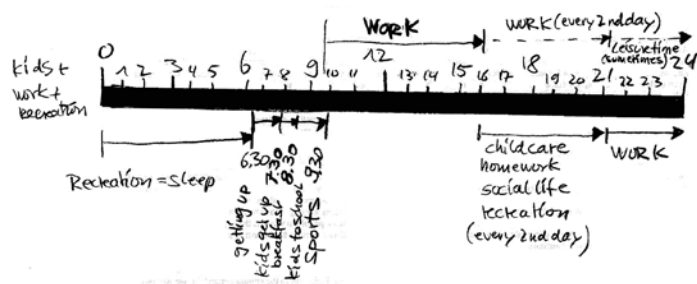 WORK
WORK (every 2nd day)
Leisuretime
(sometimes)
0 1 2 3 4 5 6 7 8 9 10 11 12 13 14 15 16 17 18 19 20 21 22 23 24
kids +
work +
recreation
Recreation = Sleep
6.30 7.30 8.30 9.30
getting up
kids get up
breakfast
kids to school
Sports
childcare
homework
social life
recreation
(every 2nd day)
WORK